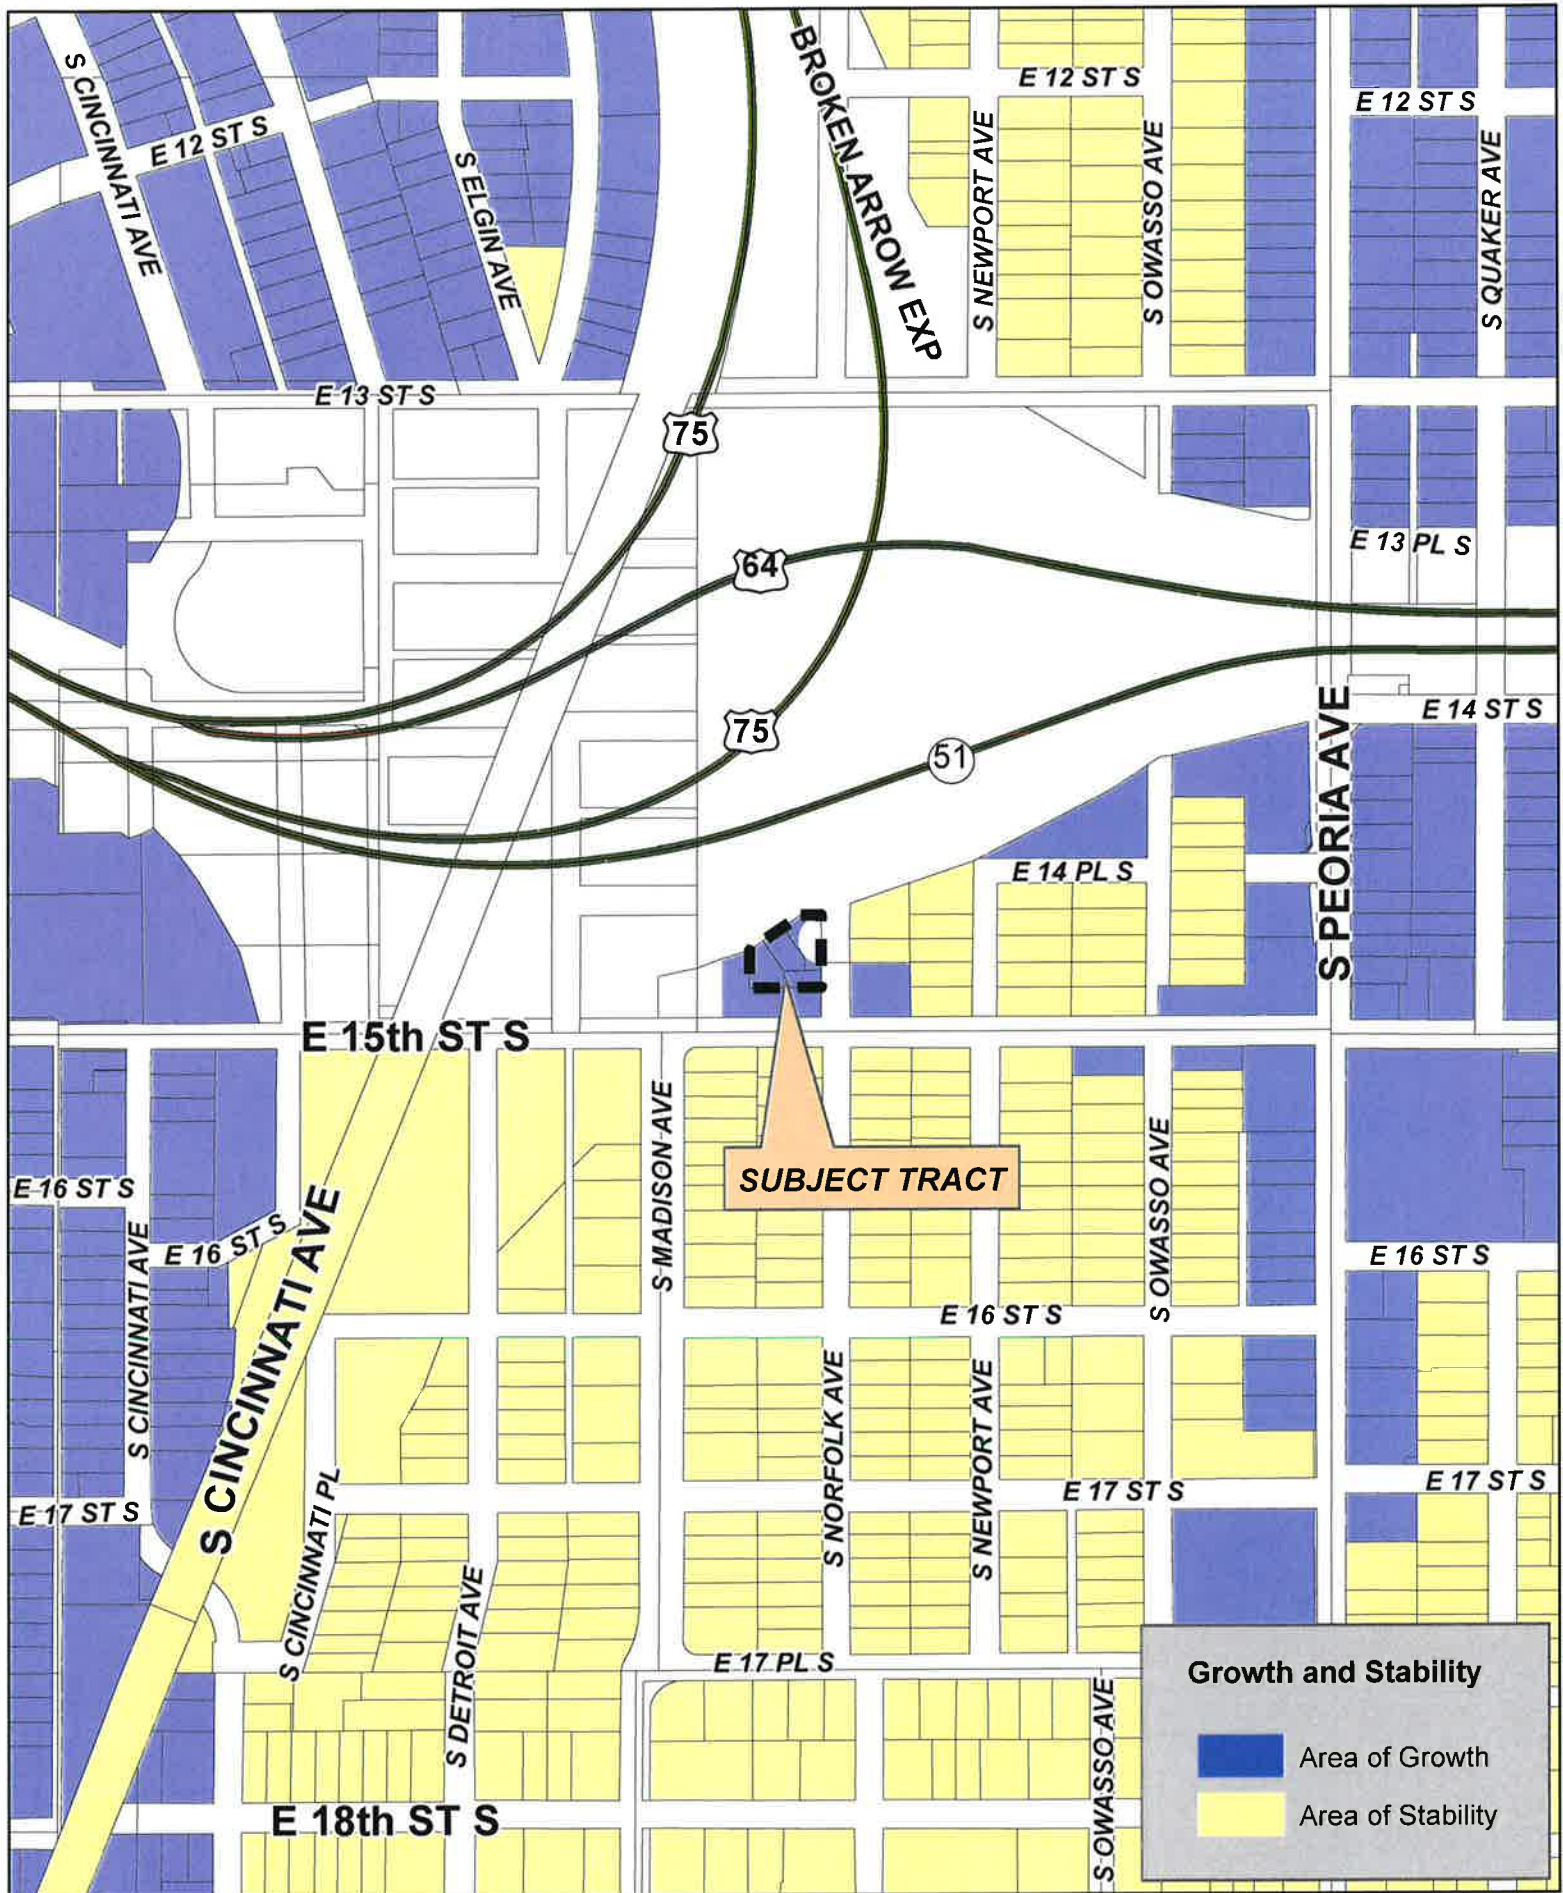 S CINCINNATI AVE
E 12 ST S
S ELGIN AVE
BROKEN ARROW EXP
E 12 ST S
S NEWPORT AVE
S OWASSO AVE
E 12 ST S
S QUAKER AVE
E 13 ST S
75
E 13 PL S
64
75
51
E 14 ST S
S PEORIA AVE
E 14 PL S
E 15th ST S
S MADISON AVE
SUBJECT TRACT
S OWASSO AVE
E 16 ST S
S CINCINNATI AVE
E 16 ST S
S CINCINNATI AVE
E 16 ST S
E 16 ST S
S NORFOLK AVE
S NEWPORT AVE
E 17 ST S
E 17 ST S
E 17 ST S
S CINCINNATI PL
S DETROIT AVE
E 17 PL S
S OWASSO AVE
E 18th ST S
Growth and Stability
Area of Growth
Area of Stability